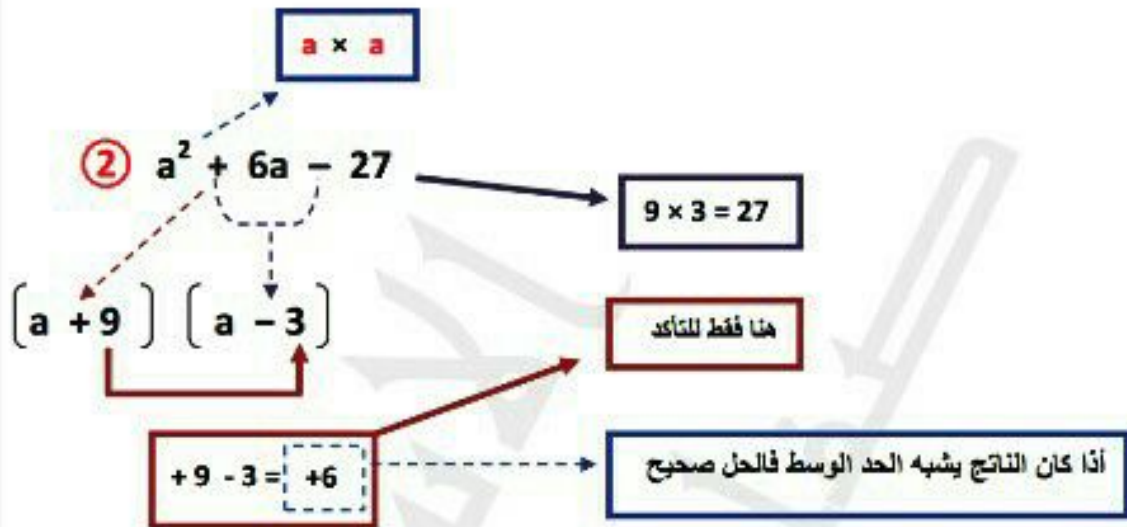 a × a
② a² + 6a − 27
9 × 3 = 27
(a + 9) (a − 3)
هنا فقط للتأكد
+ 9 - 3 = +6
أذا كان الناتج يشبه الحد الوسط فالحل صحيح